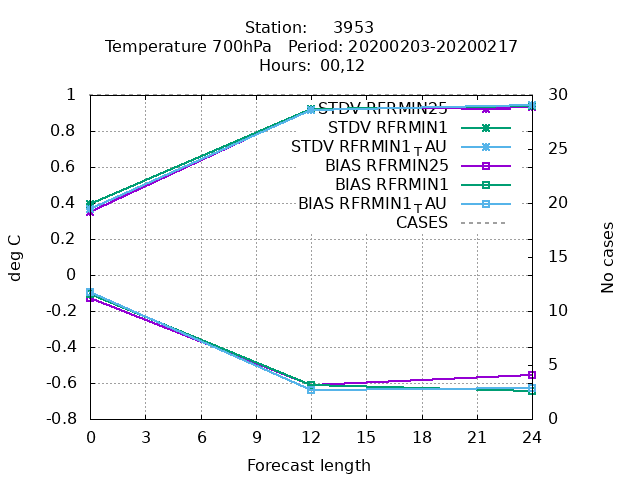 Station: 3953
Temperature 700hPa Period: 20200203-20200217
Hours: 00,12
1
0.8
0.6
0.4
0.2
0
-0.2
-0.4
-0.6
-0.8
deg C
STDV RFRMIN25
STDV RFRMIN1
STDV RFRMIN1TAU
BIAS RFRMIN25
BIAS RFRMIN1
BIAS RFRMIN1TAU
CASES
30
25
20
15
10
5
0
No cases
0 3 6 9 12 15 18 21 24
Forecast length